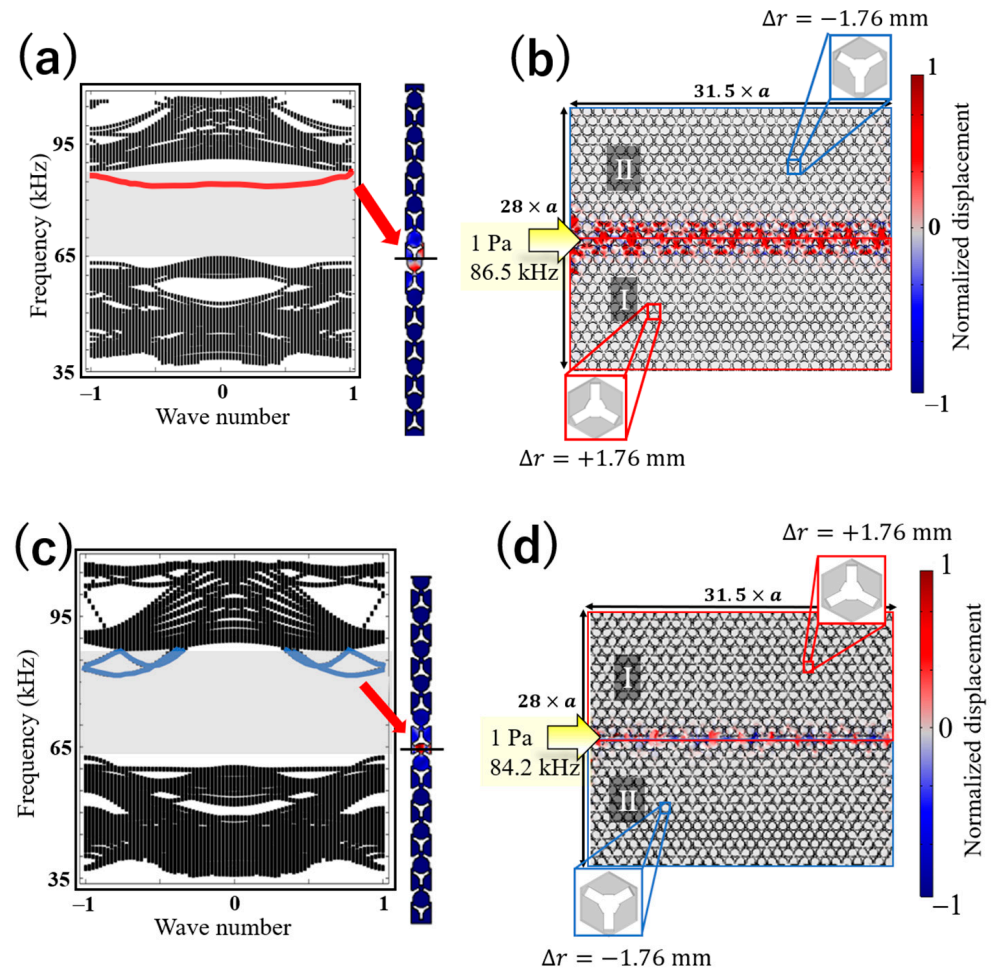 (a)
95
65
35
Frequency (kHz)
−1
0
1
Wave number
(b)
Δr = −1.76 mm
31.5 × a
28 × a
II
I
1 Pa
86.5 kHz
Δr = +1.76 mm
1
0
−1
Normalized displacement
(c)
95
65
35
Frequency (kHz)
−1
0
1
Wave number
(d)
Δr = +1.76 mm
31.5 × a
28 × a
I
II
1 Pa
84.2 kHz
Δr = −1.76 mm
1
0
−1
Normalized displacement